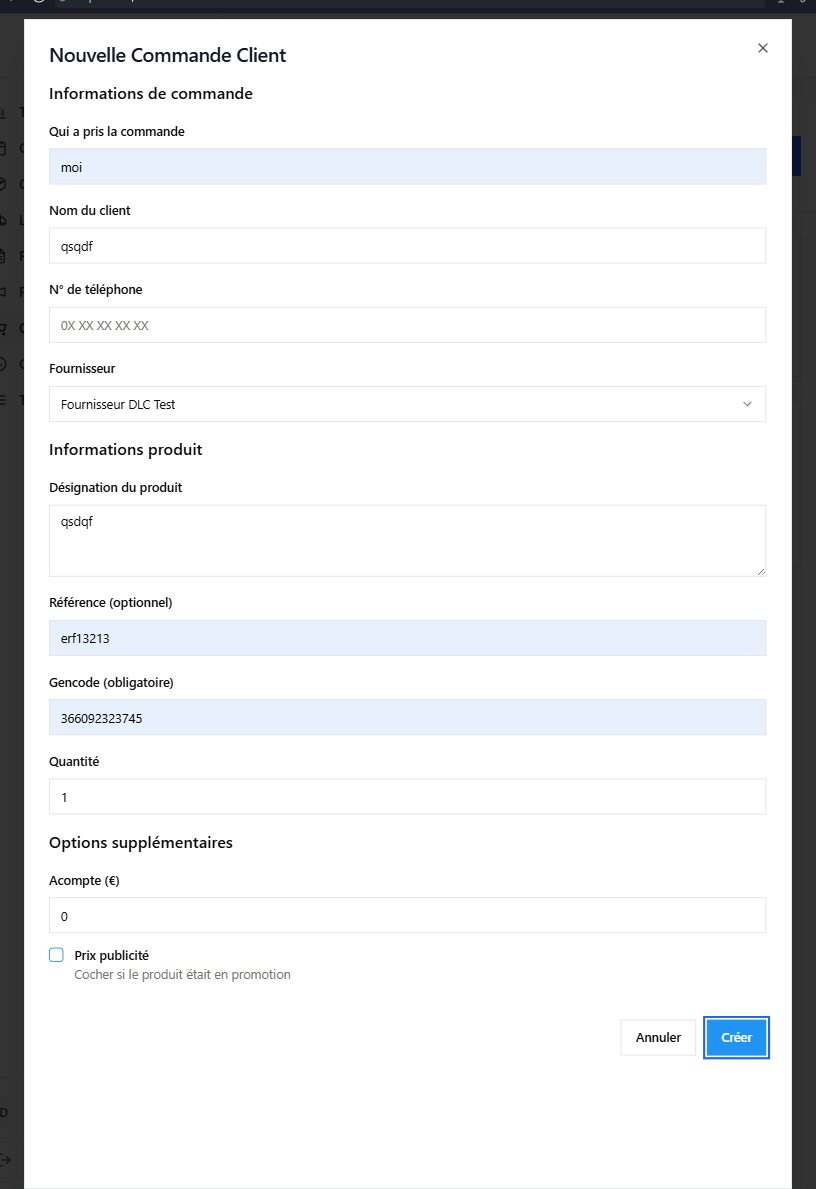 Nouvelle Commande Client
Informations de commande
Qui a pris la commande
moi
Nom du client
qsqdf
N° de téléphone
0X XX XX XX XX
Fournisseur
Fournisseur DLC Test
Informations produit
Désignation du produit
qsdqf
Référence (optionnel)
erf13213
Gencode (obligatoire)
366092323745
Quantité
1
Options supplémentaires
Acompte (€)
0
Prix publicité
Cocher si le produit était en promotion
Annuler
Créer
D